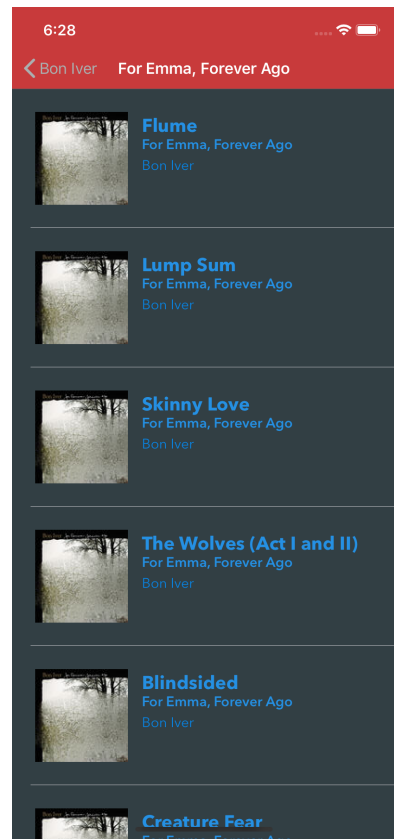 6:28
Bon Iver For Emma, Forever Ago
Flume
For Emma, Forever Ago
Bon Iver
Lump Sum
For Emma, Forever Ago
Bon Iver
Skinny Love
For Emma, Forever Ago
Bon Iver
The Wolves (Act I and II)
For Emma, Forever Ago
Bon Iver
Blindsided
For Emma, Forever Ago
Bon Iver
Creature Fear